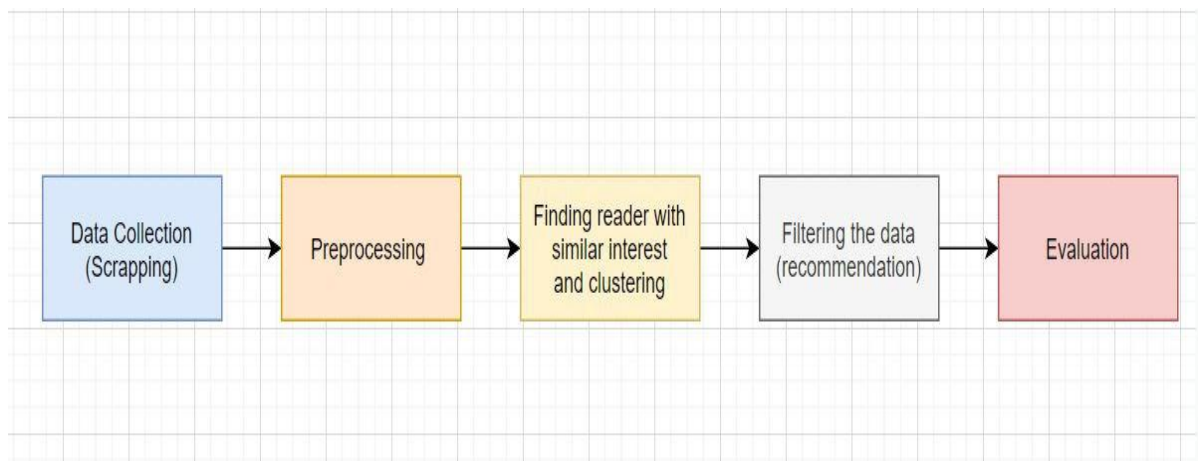 Data Collection
(Scrapping)
Preprocessing
Finding reader with
similar interest
and clustering
Filtering the data
(recommendation)
Evaluation